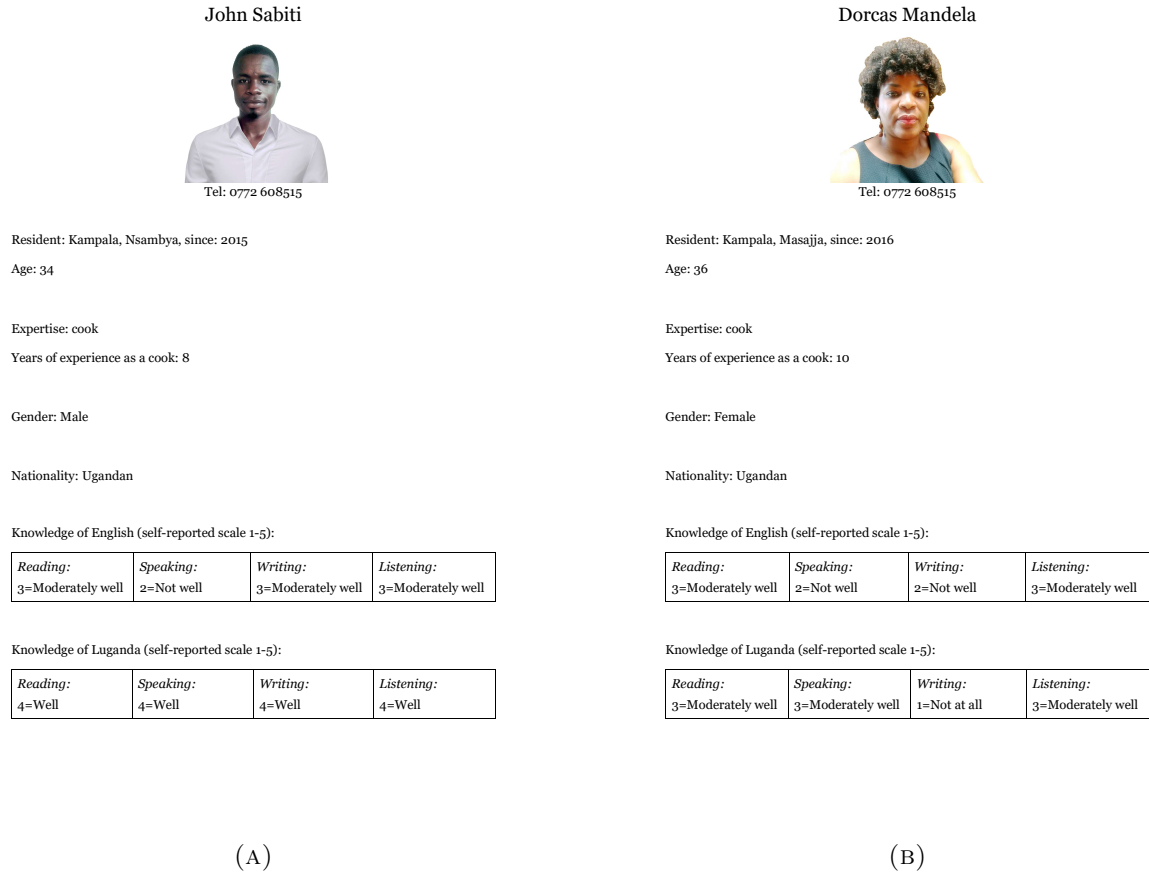 John Sabiti
Tel: 0772 608515
Resident: Kampala, Nsambya, since: 2015
Age: 34
Expertise: cook
Years of experience as a cook: 8
Gender: Male
Nationality: Ugandan
Knowledge of English (self-reported scale 1-5):
Reading: Speaking: Writing: Listening:
3=Moderately well 2=Not well 3=Moderately well 3=Moderately well
Knowledge of Luganda (self-reported scale 1-5):
Reading: Speaking: Writing: Listening:
4=Well 4=Well 4=Well 4=Well
(A)
Dorcas Mandela
Tel: 0772 608515
Resident: Kampala, Masajja, since: 2016
Age: 36
Expertise: cook
Years of experience as a cook: 10
Gender: Female
Nationality: Ugandan
Knowledge of English (self-reported scale 1-5):
Reading: Speaking: Writing: Listening:
3=Moderately well 2=Not well 2=Not well 3=Moderately well
Knowledge of Luganda (self-reported scale 1-5):
Reading: Speaking: Writing: Listening:
3=Moderately well 3=Moderately well 1=Not at all 3=Moderately well
(B)